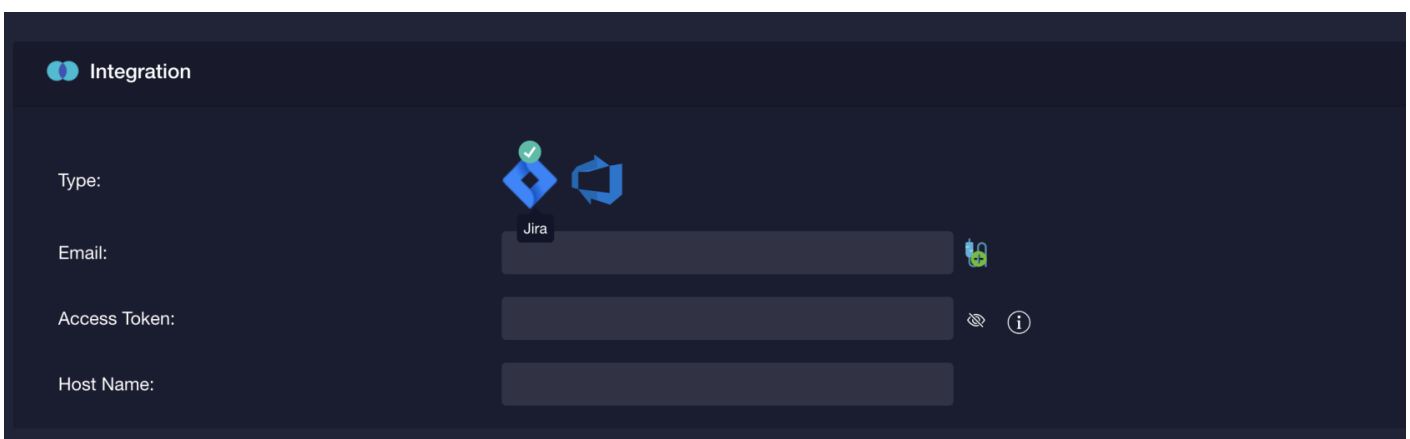 Integration
Type:
Jira
Email:
Access Token:
Host Name: